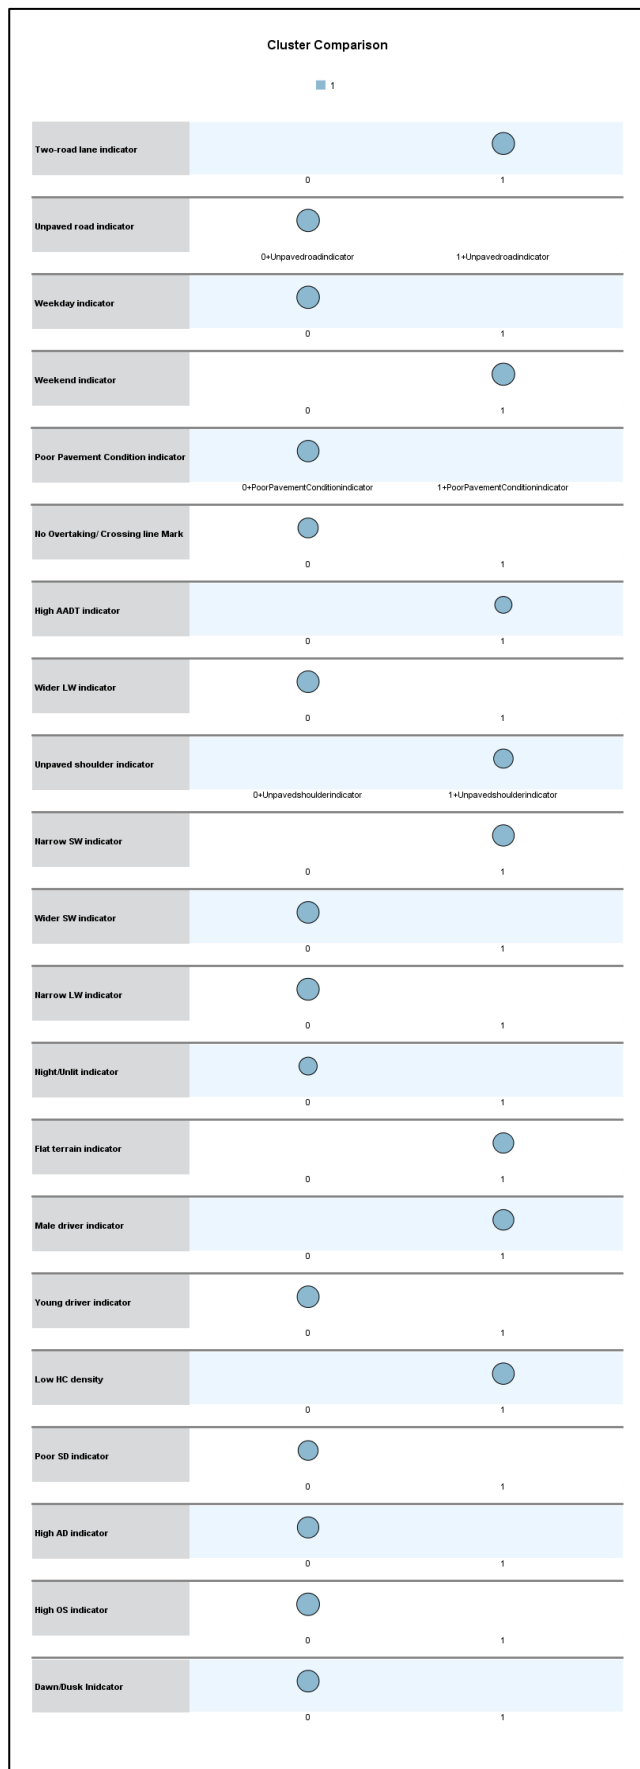 Cluster Comparison
1
Two-road lane indicator
0 1
Unpaved road indicator
0+Unpavedroadindicator 1+Unpavedroadindicator
Weekday indicator
0 1
Weekend indicator
0 1
Poor Pavement Condition indicator
0+PoorPavementConditionindicator 1+PoorPavementConditionindicator
No Overtaking/ Crossing line Mark
0 1
High AADT indicator
0 1
Wider LW indicator
0 1
Unpaved shoulder indicator
0+Unpavedshoulderindicator 1+Unpavedshoulderindicator
Narrow SW indicator
0 1
Wider SW indicator
0 1
Narrow LW indicator
0 1
Night/Unlit indicator
0 1
Flat terrain indicator
0 1
Male driver indicator
0 1
Young driver indicator
0 1
Low HC density
0 1
Poor SD indicator
0 1
High AD indicator
0 1
High OS indicator
0 1
Dawn/Dusk Inidcator
0 1